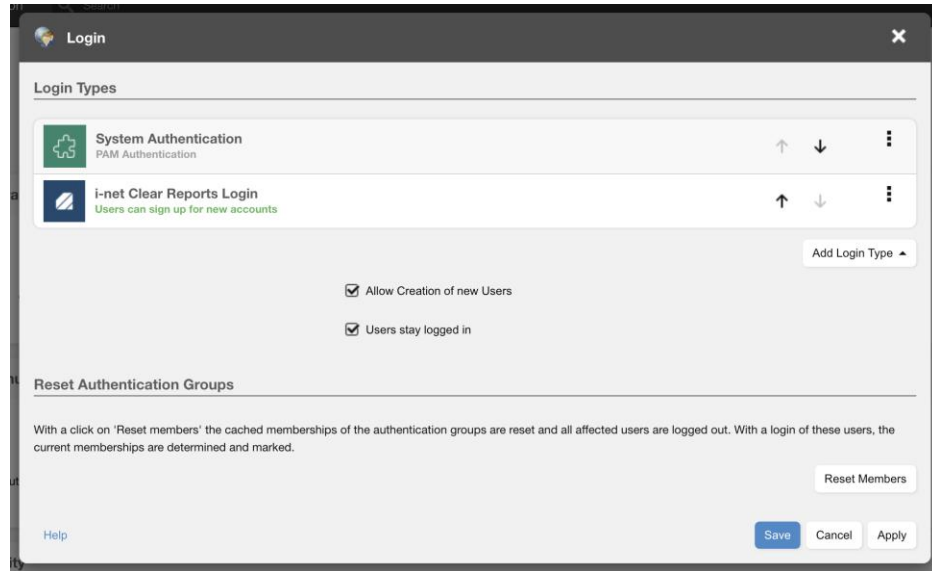 Search
Login
Login Types
System Authentication
PAM Authentication
i-net Clear Reports Login
Users can sign up for new accounts
Add Login Type
Allow Creation of new Users
Users stay logged in
Reset Authentication Groups
With a click on 'Reset members' the cached memberships of the authentication groups are reset and all affected users are logged out. With a login of these users, the
current memberships are determined and marked.
Reset Members
Help
Save
Cancel
Apply